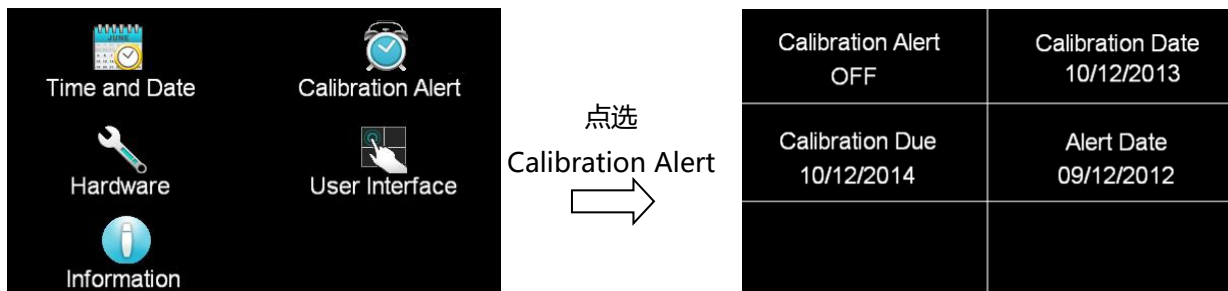 JUNE
Time and Date
Calibration Alert
Hardware
User Interface
Information
点选
Calibration Alert
Calibration Alert
OFF
Calibration Date
10/12/2013
Calibration Due
10/12/2014
Alert Date
09/12/2012